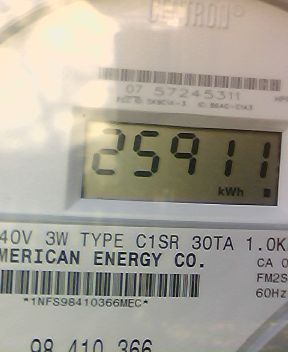 CENTRON®
07 57245311
25911
kWh
40V 3W TYPE C1SR 30TA 1.0K
MERICAN ENERGY CO.
CA 0
FM2S
60Hz
*1NFS98410366MEC*
98 410 366